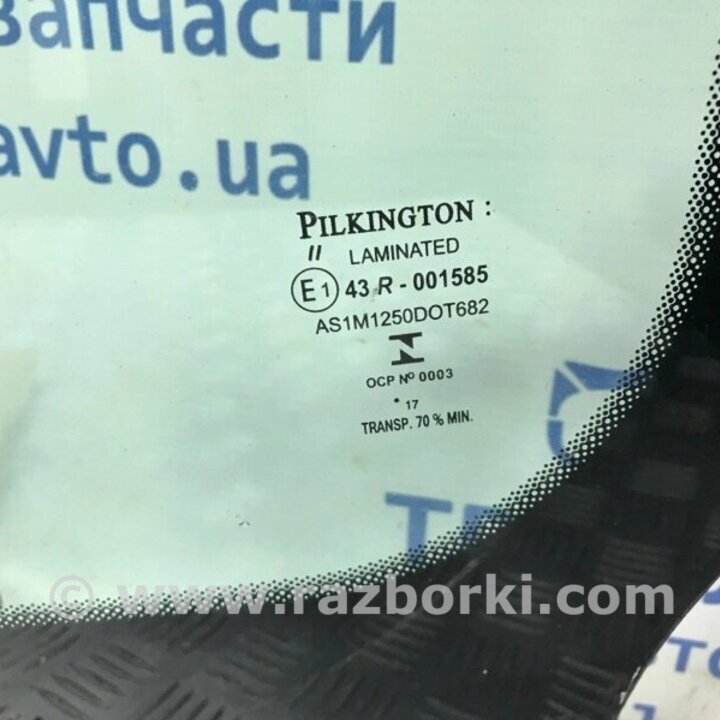 запчасти
avto.ua
PILKINGTON :
II LAMINATED
E1 43 R - 001585
AS1M1250DOT682
OCP Nº 0003
• 17
TRANSP. 70 % MIN.
© www.razborki.com